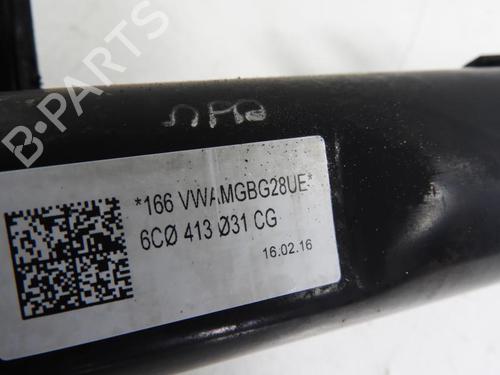 B-PARTS
*166 VWAMGBG28UE*
6CØ 413 Ø31 CG
16.02.16